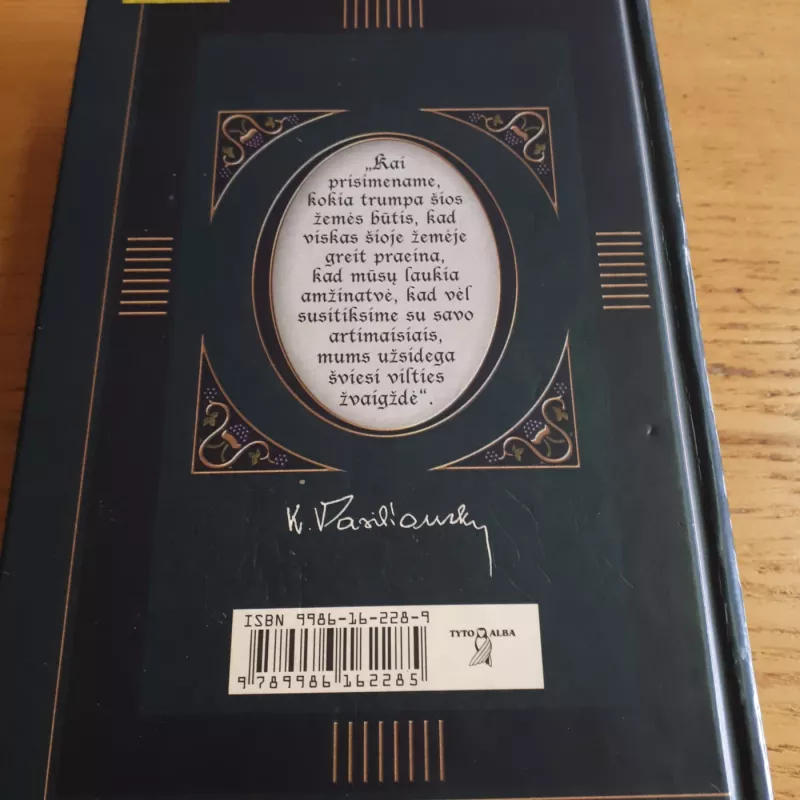 „Kai
prisimename,
kokia trumpa šios
žemės būtis, kad
viskas šioje žemėje
greit praeina,
kad mūsų laukia
amžinatvė, kad vėl
susitiksime su savo
artimaisiais,
mums užsidega
šviesi vilties
žvaigždė“.
K. Vasiliausky
ISBN 9986-16-228-9
TYTO ALBA
9 789986 162285